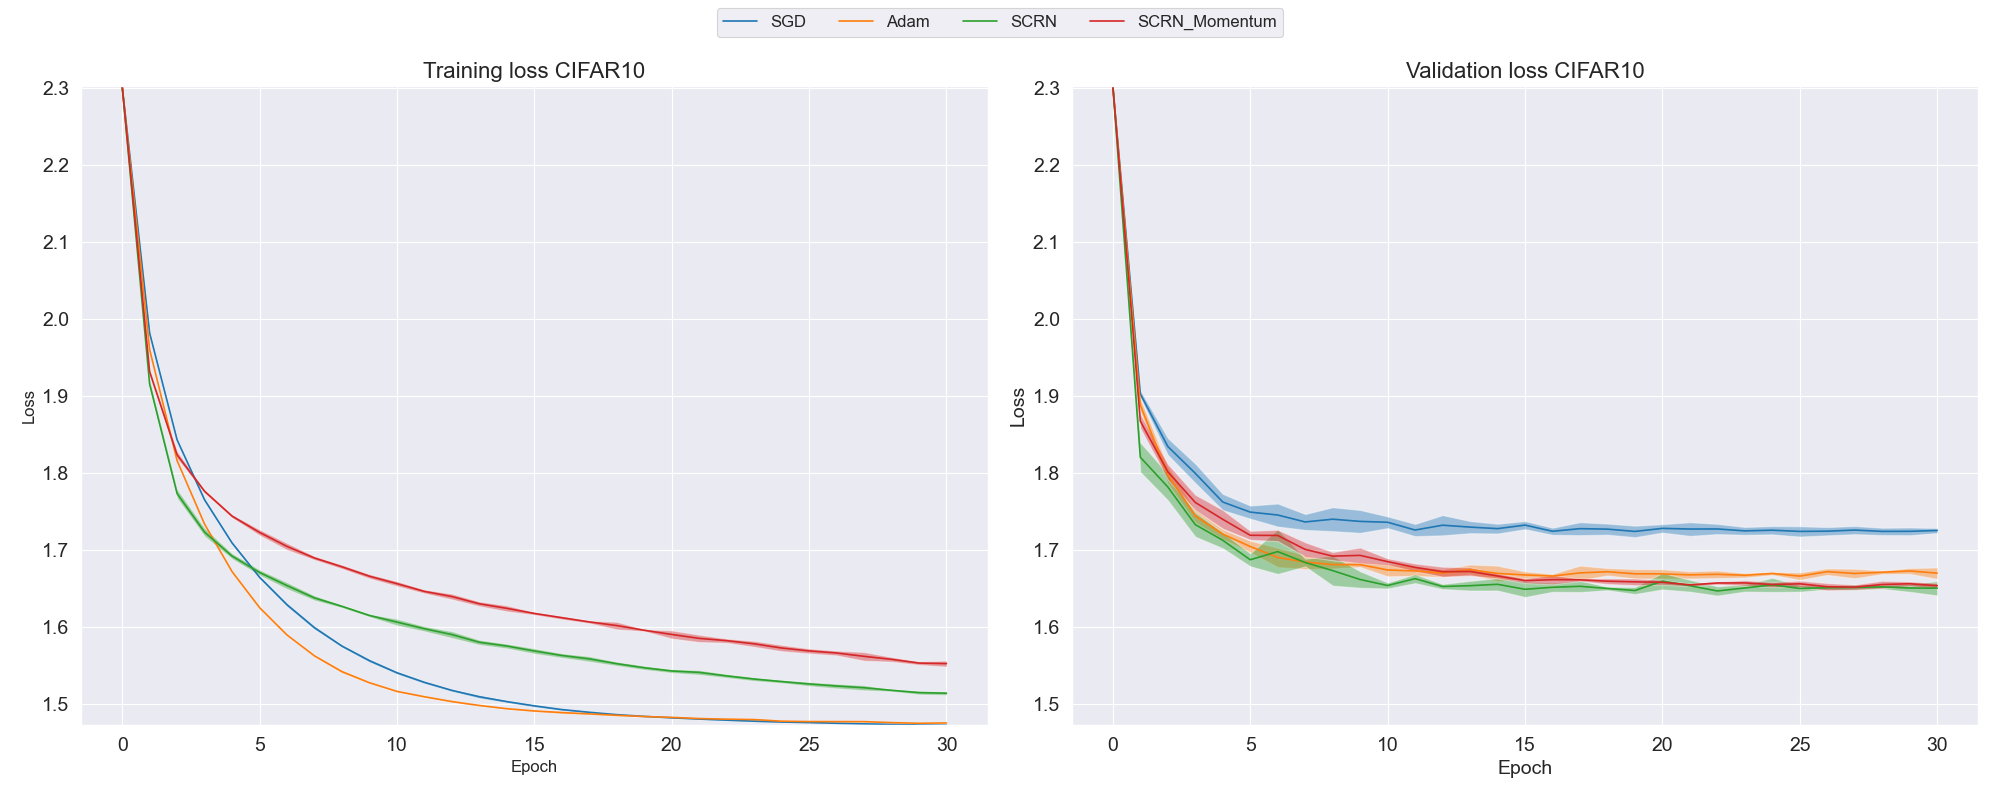 SGD Adam SCRN SCRN_Momentum
Training loss CIFAR10
2.3
2.2
2.1
2.0
1.9
1.8
1.7
1.6
1.5
Loss
0 5 10 15 20 25 30
Epoch
Validation loss CIFAR10
2.3
2.2
2.1
2.0
1.9
1.8
1.7
1.6
1.5
Loss
0 5 10 15 20 25 30
Epoch